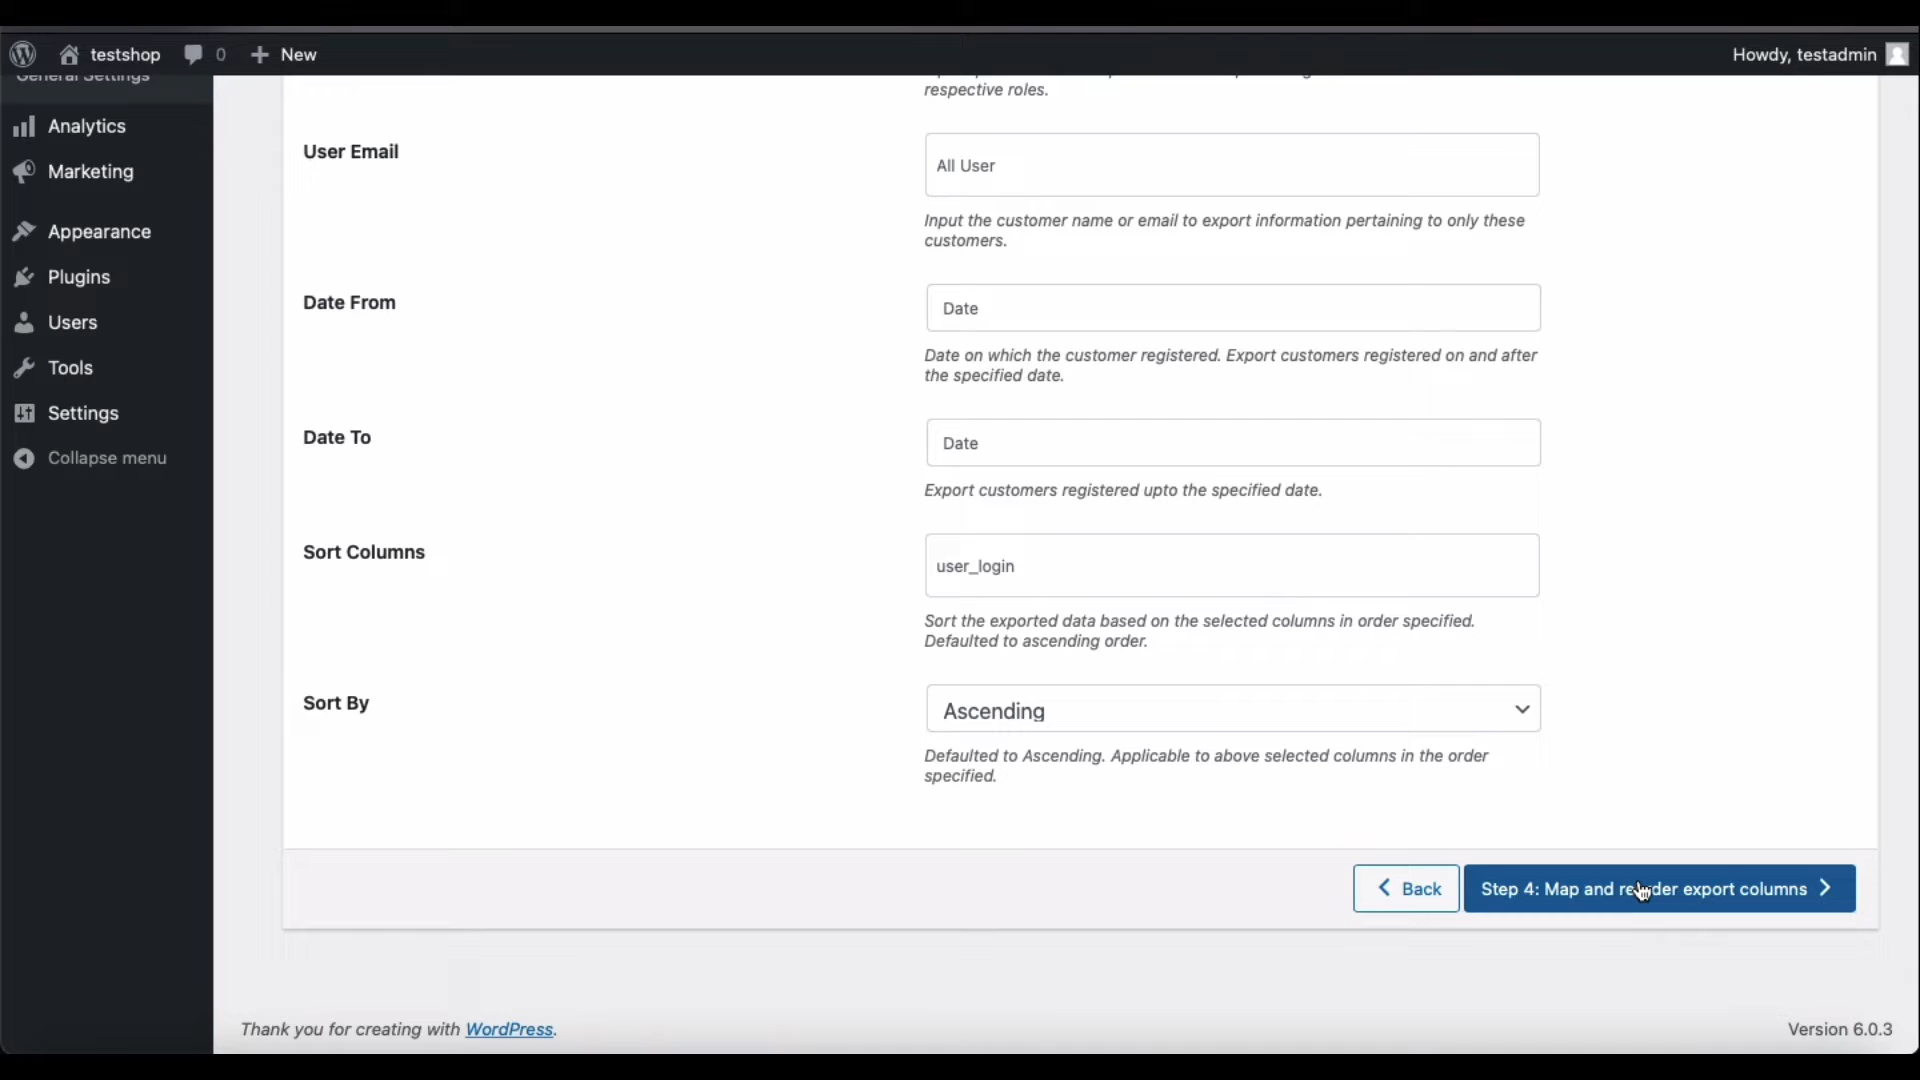 testshop 0 New Howdy, testadmin
General Settings
Analytics
Marketing
Appearance
Plugins
Users
Tools
Settings
Collapse menu
respective roles.
User Email
All User
Input the customer name or email to export information pertaining to only these
customers.
Date From
Date
Date on which the customer registered. Export customers registered on and after
the specified date.
Date To
Date
Export customers registered upto the specified date.
Sort Columns
user_login
Sort the exported data based on the selected columns in order specified.
Defaulted to ascending order.
Sort By
Ascending
Defaulted to Ascending. Applicable to above selected columns in the order
specified.
Back
Step 4: Map and reorder export columns
Thank you for creating with WordPress.
Version 6.0.3